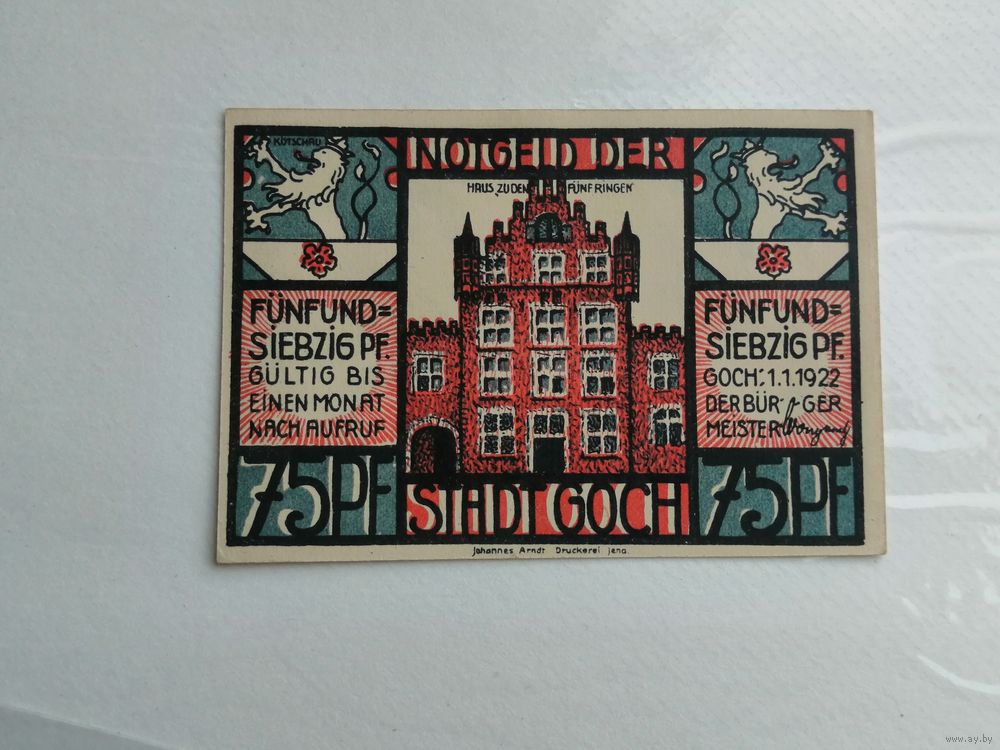 KÖTSCHAU
NOTGELD DER
HAUS „ZU DEN FÜNF RINGEN"
FÜNFUND=
SIEBZIG PF.
GÜLTIG BIS
EINEN MONAT
NACH AUFRUF
75 PF
FÜNFUND=
SIEBZIG PF.
GOCH: 1.1.1922
DER BÜRGER
MEISTER
75 PF
STADT GOCH
Johannes Arndt Druckerei Jena
www.ay.by